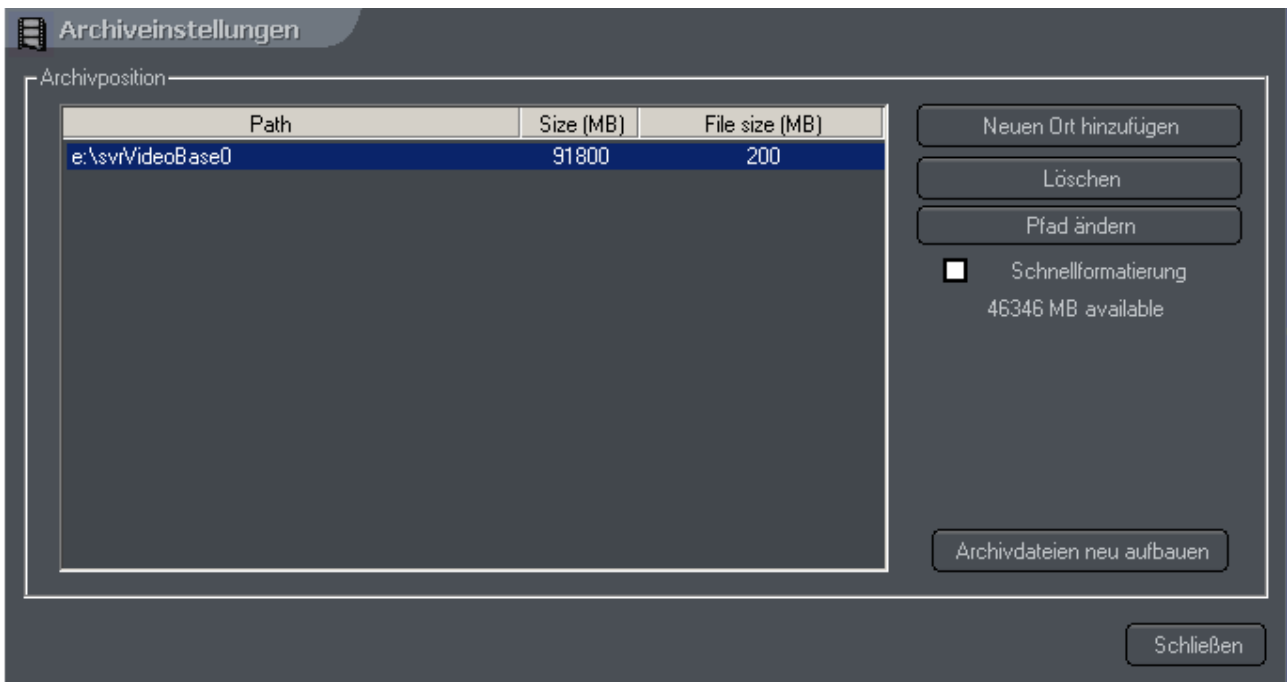 Archiveinstellungen
Archivposition
Path Size (MB) File size (MB)
e:\svrVideoBase0 91800 200
Neuen Ort hinzufügen
Löschen
Pfad ändern
Schnellformatierung
46346 MB available
Archivdateien neu aufbauen
Schließen